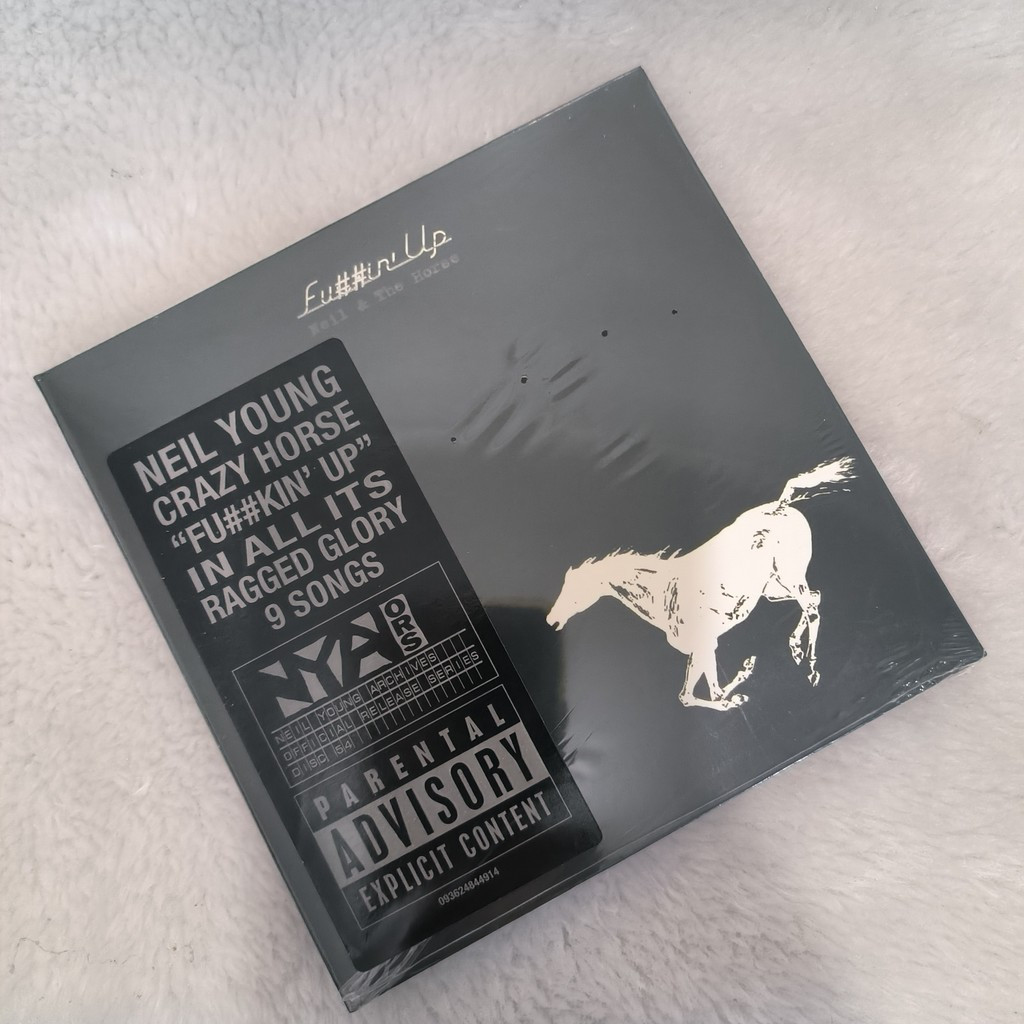 Fu##in' Up
Neil & The Horse
NEIL YOUNG
CRAZY HORSE
“FU##KIN’ UP”
IN ALL ITS
RAGGED GLORY
9 SONGS
NYA
ORS
NEIL YOUNG ARCHIVES
OFFICIAL RELEASE SERIES
DISC 54
PARENTAL
ADVISORY
EXPLICIT CONTENT
093624844914